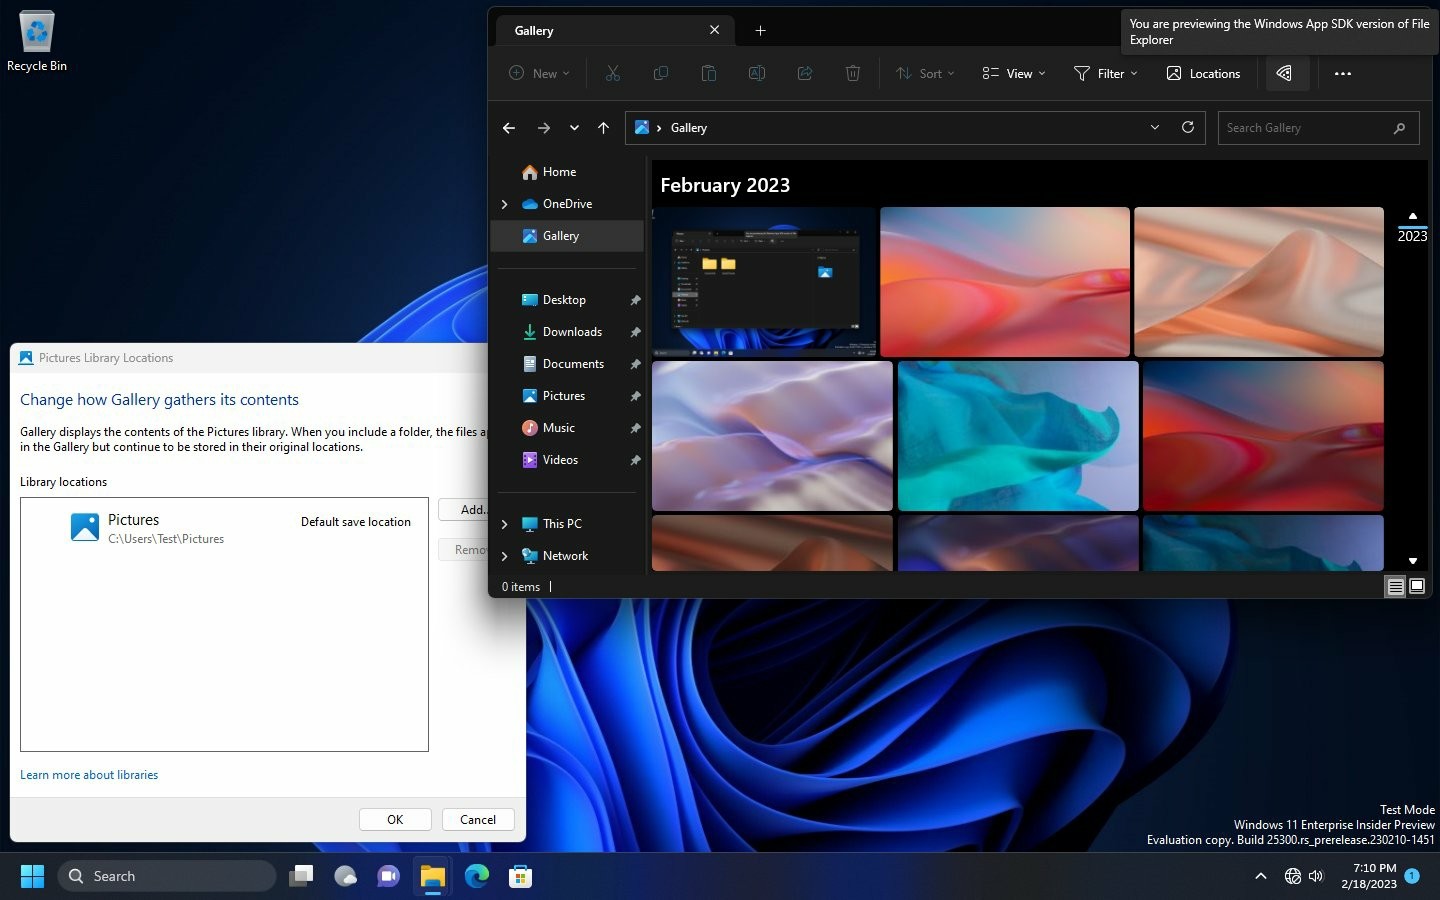 Recycle Bin
Gallery
You are previewing the Windows App SDK version of File
Explorer
New
Sort
View
Filter
Locations
Gallery
Search Gallery
Home
OneDrive
Gallery
Desktop
Downloads
Documents
Pictures
Music
Videos
This PC
Network
February 2023
2023
0 items
Pictures Library Locations
Change how Gallery gathers its contents
Gallery displays the contents of the Pictures library. When you include a folder, the files
in the Gallery but continue to be stored in their original locations.
Library locations
Pictures
Default save location
C:\Users\Test\Pictures
Add..
Learn more about libraries
OK
Cancel
Test Mode
Windows 11 Enterprise Insider Preview
Evaluation copy. Build 25300.rs_prerelease.230210-1451
Search
7:10 PM
2/18/2023
1